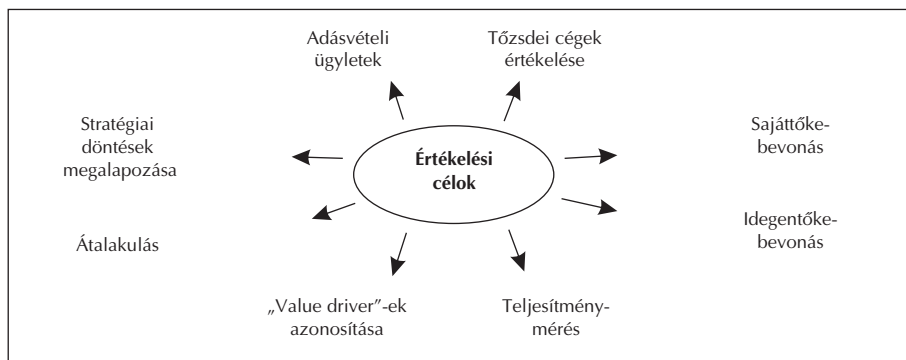 Adásvételi
ügyletek
Tőzsdei cégek
értékelése
Stratégiai
döntések
megalapozása
Értékelési
célok
Sajáttőke-
bevonás
Átalakulás
Idegentőke-
bevonás
„Value driver”-ek
azonosítása
Teljesítmény-
mérés